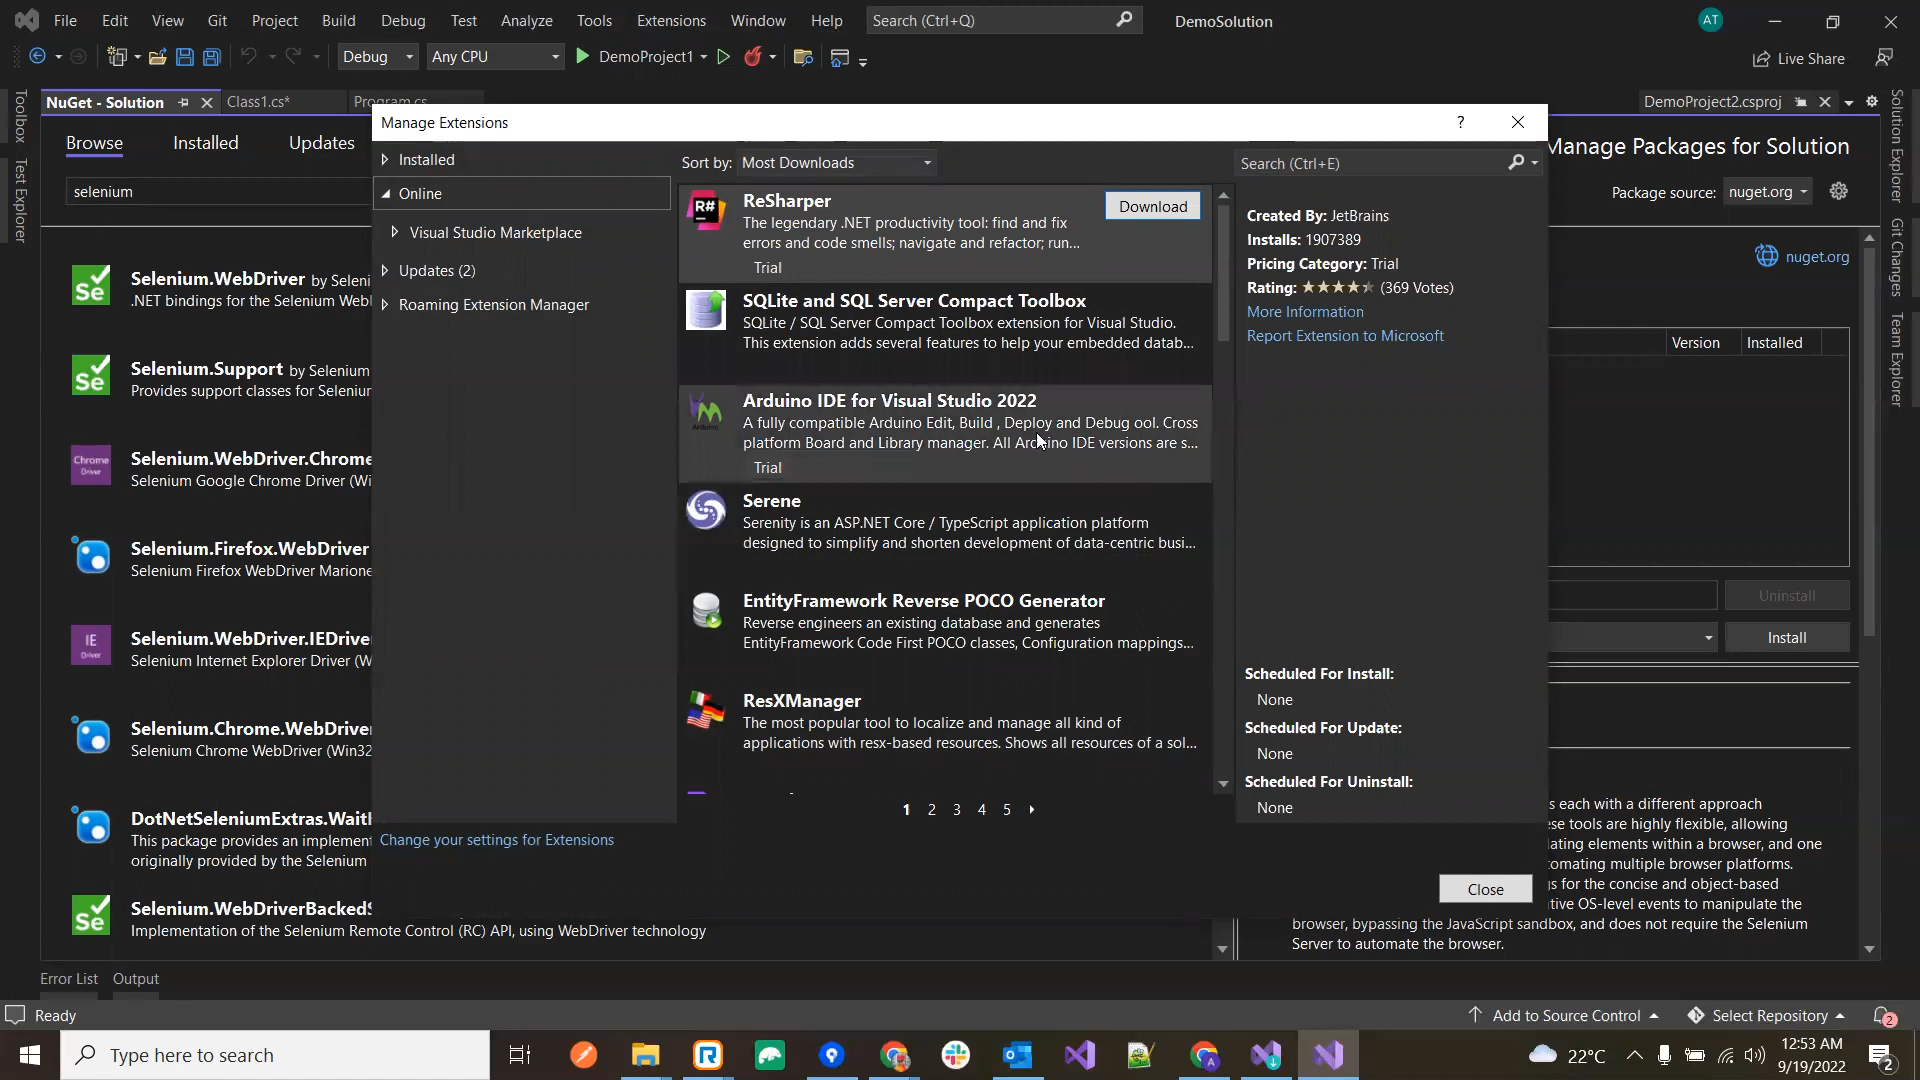 File Edit View Git Project Build Debug Test Analyze Tools Extensions Window Help Search (Ctrl+Q) DemoSolution AT
Debug Any CPU DemoProject1 Live Share
NuGet - Solution Class1.cs* Program.cs DemoProject2.csproj
Toolbox
Test Explorer
Solution Explorer
Git Changes
Team Explorer
Browse Installed Updates
selenium
Manage Packages for Solution
Package source: nuget.org
nuget.org
Selenium.WebDriver by Seleni
.NET bindings for the Selenium WebI
Selenium.Support by Selenium
Provides support classes for Seleniur
Chrome
Driver
Selenium.WebDriver.Chrome
Selenium Google Chrome Driver (Wi
Selenium.Firefox.WebDriver
Selenium Firefox WebDriver Marione
IE
Driver
Selenium.WebDriver.IEDrive
Selenium Internet Explorer Driver (W
Selenium.Chrome.WebDriver
Selenium Chrome WebDriver (Win32
DotNetSeleniumExtras.Wait
This package provides an implement
originally provided by the Selenium
Selenium.WebDriverBackedS
Implementation of the Selenium Remote Control (RC) API, using WebDriver technology
Manage Extensions ?
Installed
Online
Visual Studio Marketplace
Updates (2)
Roaming Extension Manager
Change your settings for Extensions
Sort by: Most Downloads
Search (Ctrl+E)
R#
ReSharper
Download
The legendary .NET productivity tool: find and fix
errors and code smells; navigate and refactor; run...
Trial
SQLite and SQL Server Compact Toolbox
SQLite / SQL Server Compact Toolbox extension for Visual Studio.
This extension adds several features to help your embedded datab...
Arduino IDE for Visual Studio 2022
A fully compatible Arduino Edit, Build , Deploy and Debug ool. Cross
platform Board and Library manager. All Arduino IDE versions are s...
Trial
Serene
Serenity is an ASP.NET Core / TypeScript application platform
designed to simplify and shorten development of data-centric busi...
EntityFramework Reverse POCO Generator
Reverse engineers an existing database and generates
EntityFramework Code First POCO classes, Configuration mappings...
ResXManager
The most popular tool to localize and manage all kind of
applications with resx-based resources. Shows all resources of a sol...
1 2 3 4 5
Created By: JetBrains
Installs: 1907389
Pricing Category: Trial
Rating: (369 Votes)
More Information
Report Extension to Microsoft
Scheduled For Install:
None
Scheduled For Update:
None
Scheduled For Uninstall:
None
Close
Version Installed
Uninstall
Install
s each with a different approach
ese tools are highly flexible, allowing
lating elements within a browser, and one
tomating multiple browser platforms.
gs for the concise and object-based
ative OS-level events to manipulate the
browser, bypassing the JavaScript sandbox, and does not require the Selenium
Server to automate the browser.
Error List Output
Ready Add to Source Control Select Repository 2
Type here to search 22°C 12:53 AM
9/19/2022 2